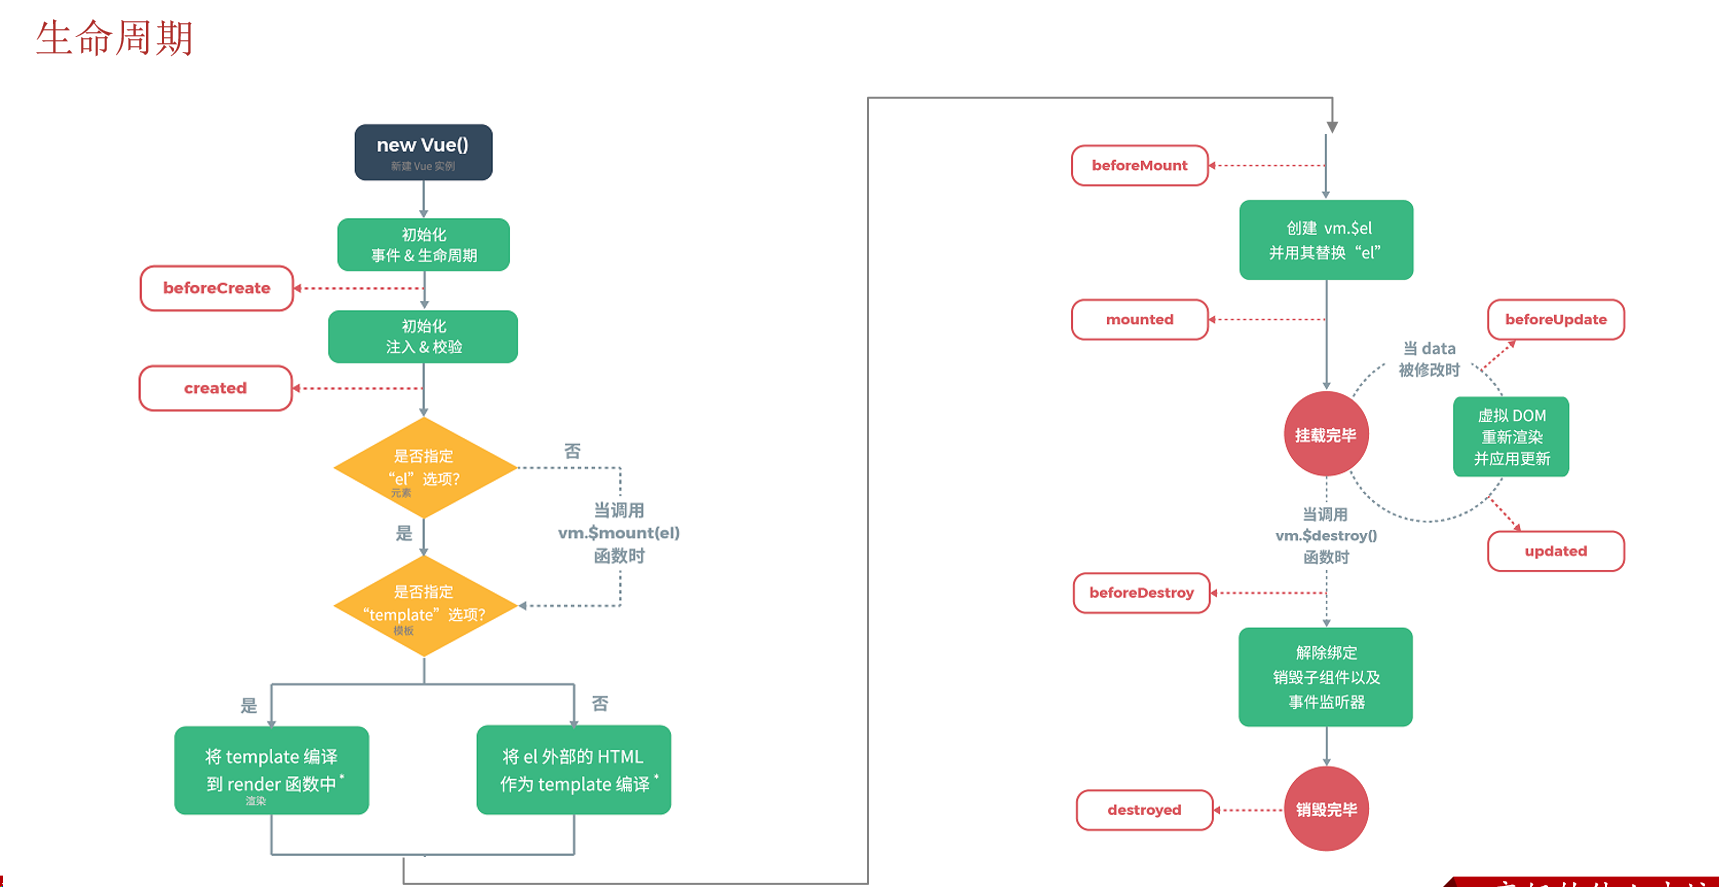 生命周期
new Vue()
新建 Vue 实例
初始化
事件 & 生命周期
beforeCreate
初始化
注入 & 校验
created
是否指定
“el” 选项?
元素
否
当调用
vm.$mount(el)
函数时
是
是否指定
“template” 选项?
模板
是
否
将 template 编译
到 render 函数中*
渲染
将 el 外部的 HTML
作为 template 编译*
beforeMount
创建 vm.$el
并用其替换 “el”
mounted
beforeUpdate
当 data
被修改时
挂载完毕
虚拟 DOM
重新渲染
并应用更新
updated
当调用
vm.$destroy()
函数时
beforeDestroy
解除绑定
销毁子组件以及
事件监听器
destroyed
销毁完毕